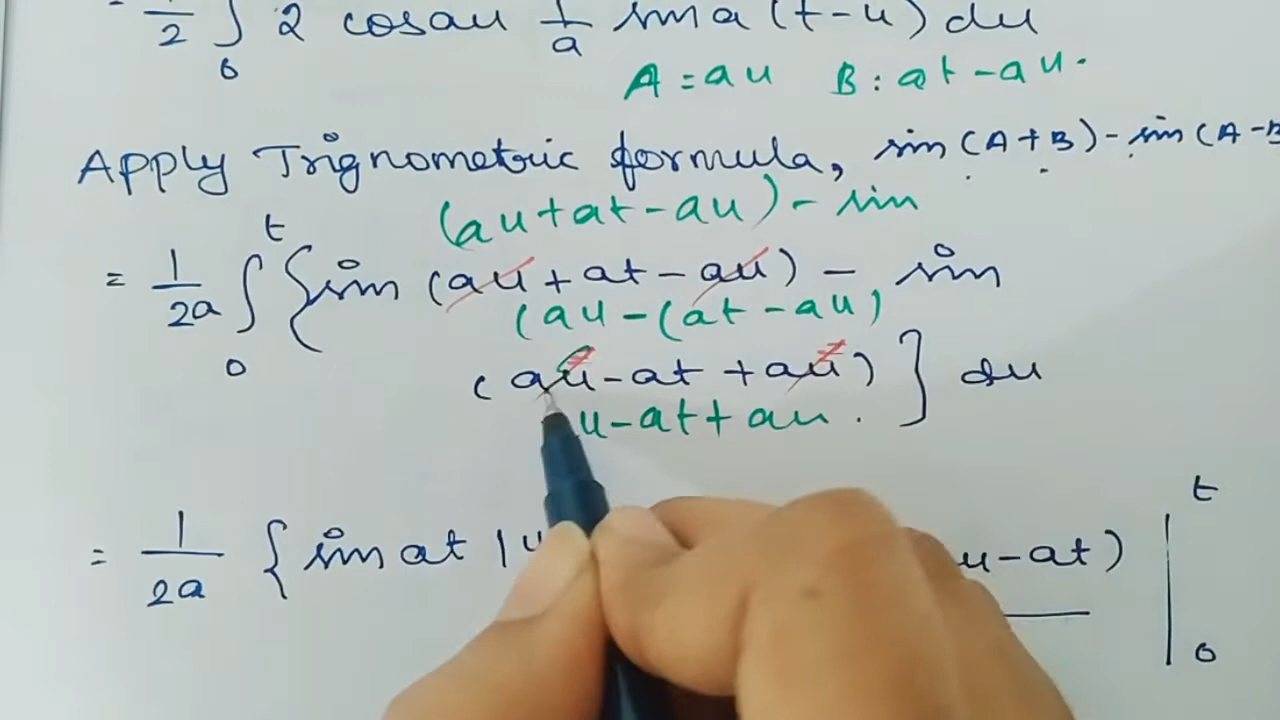 1/2 ∫ 0 2 cosau 1/a sin a (t-u) du
A = au B : at - au.
Apply Trignometric formula, sin (A+B) - sin (A-B
(au + at - au) - sin
= 1/2a ∫ 0 t { sin (au + at - au) - sin
(au - (at - au)
(au - at + au) } du
u - at + au.
= 1/2a { sin at | u u - at) | t 0